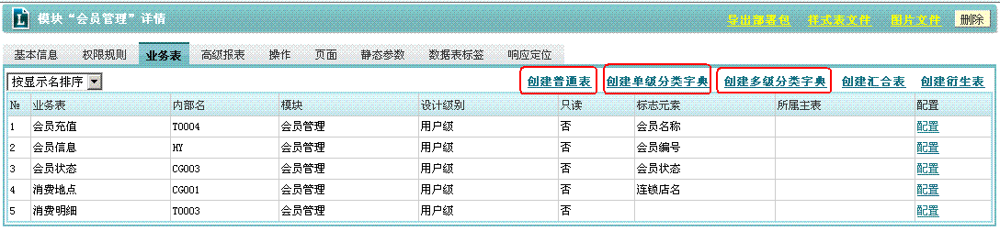 模块“会员管理”详情 导出部署包 样式表文件 图片文件 删除
基本信息 权限规则 业务表 高级报表 操作 页面 静态参数 数据表标签 响应定位
按显示名排序 创建普通表 创建单级分类字典 创建多级分类字典 创建汇合表 创建衍生表
№ 业务表 内部名 模块 设计级别 只读 标志元素 所属主表 配置
1 会员充值 T0004 会员管理 用户级 否 会员名称 配置
2 会员信息 HY 会员管理 用户级 否 会员编号 配置
3 会员状态 CG003 会员管理 用户级 否 会员状态 配置
4 消费地点 CG001 会员管理 用户级 否 连锁店名 配置
5 消费明细 T0003 会员管理 用户级 否 配置